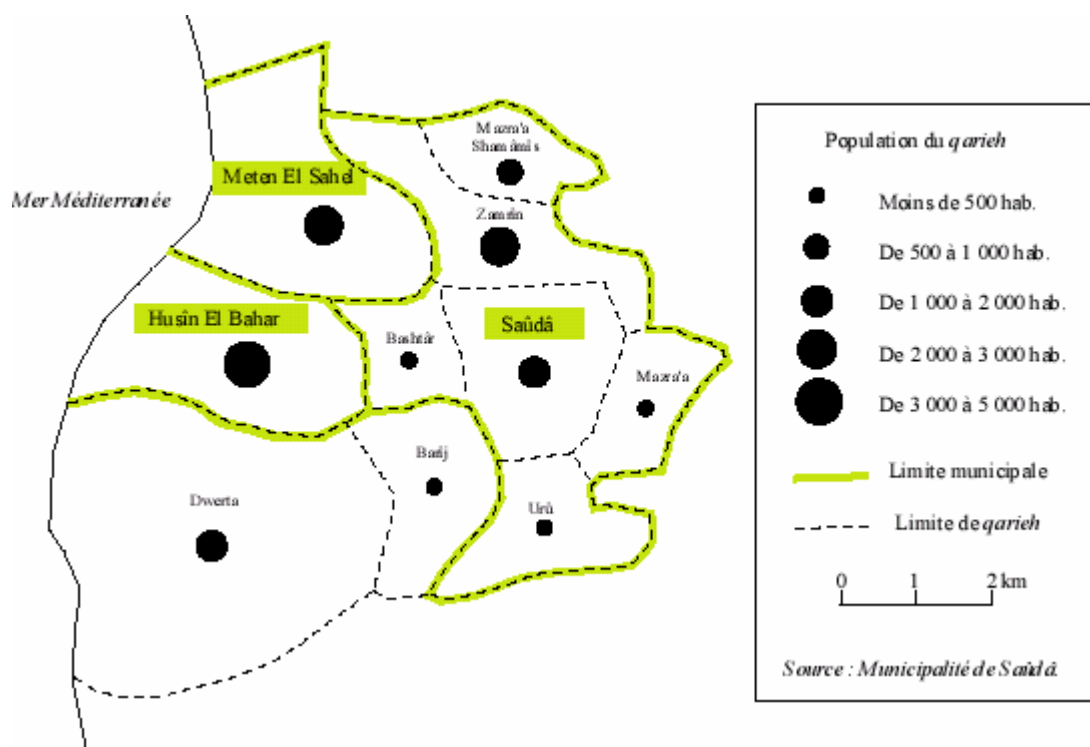 Mazra'a
Shamâmîs
Meten El Sahel
Mer Méditerranée
Zamrîn
Husîn El Bahar
Bashtâr
Saûdâ
Mazra'a
Barîj
Dwerta
Urû
Population du qarieh
Moins de 500 hab.
De 500 à 1 000 hab.
De 1 000 à 2 000 hab.
De 2 000 à 3 000 hab.
De 3 000 à 5 000 hab.
Limite municipale
Limite de qarieh
0 1 2 km
Source : Municipalité de Saûdâ.